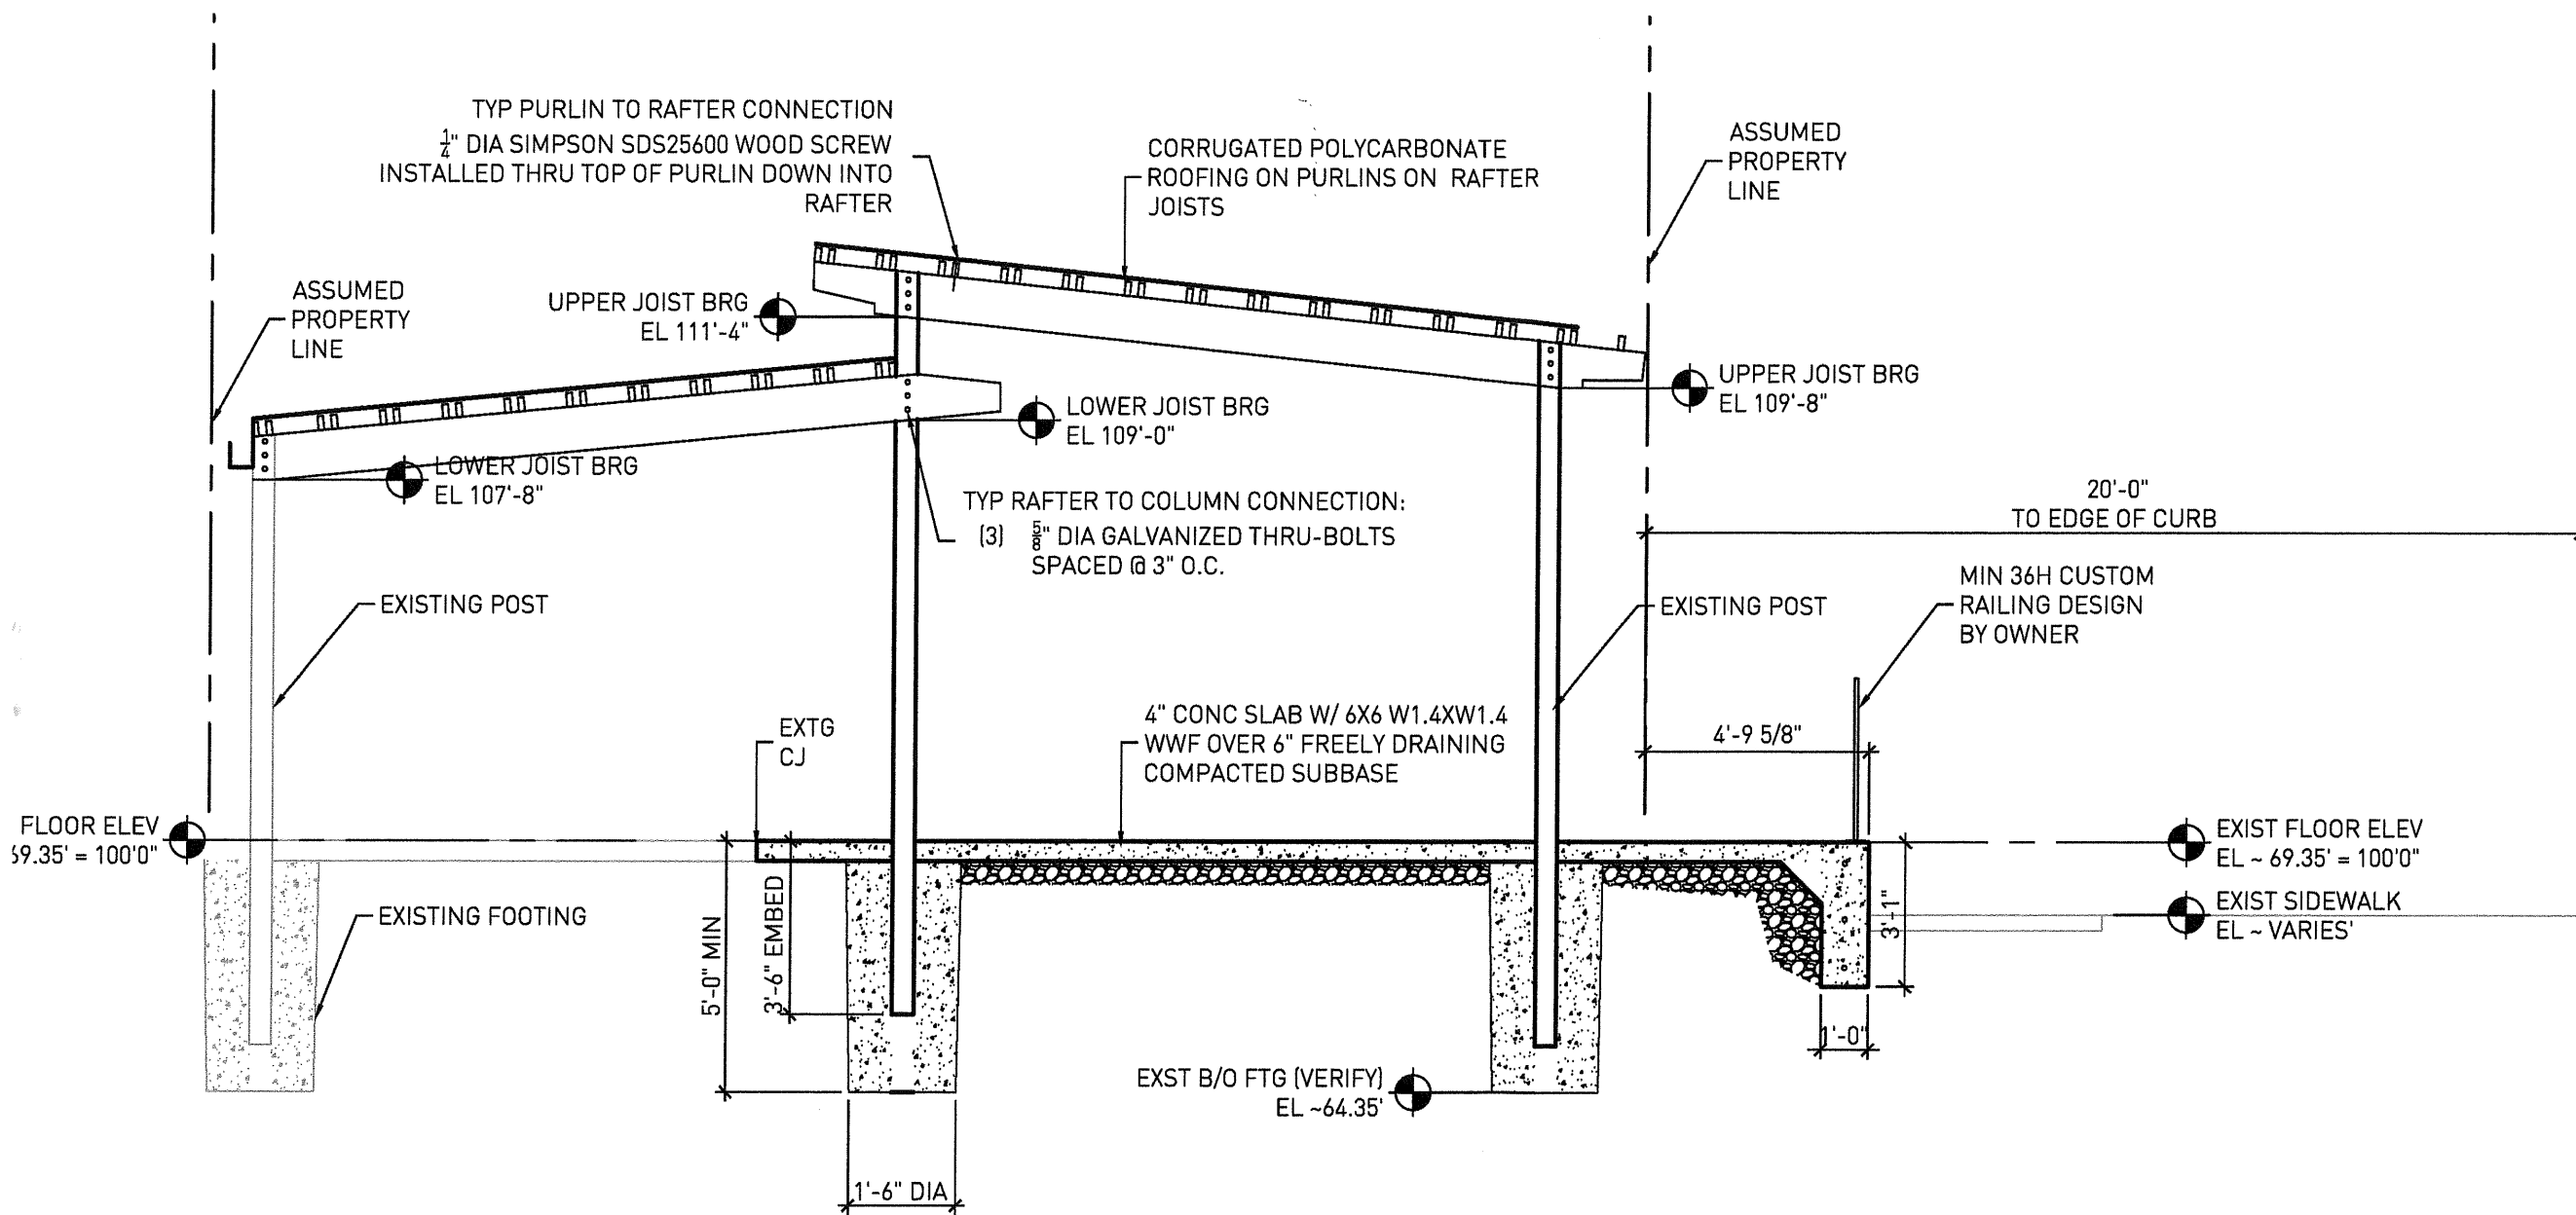 TYP PURLIN TO RAFTER CONNECTION
1/4" DIA SIMPSON SDS25600 WOOD SCREW
INSTALLED THRU TOP OF PURLIN DOWN INTO
RAFTER
CORRUGATED POLYCARBONATE
ROOFING ON PURLINS ON RAFTER
JOISTS
ASSUMED
PROPERTY
LINE
ASSUMED
PROPERTY
LINE
UPPER JOIST BRG
EL 111'-4"
UPPER JOIST BRG
EL 109'-8"
LOWER JOIST BRG
EL 109'-0"
LOWER JOIST BRG
EL 107'-8"
TYP RAFTER TO COLUMN CONNECTION:
(3) 5/8" DIA GALVANIZED THRU-BOLTS
SPACED @ 3" O.C.
20'-0"
TO EDGE OF CURB
EXISTING POST
EXISTING POST
MIN 36H CUSTOM
RAILING DESIGN
BY OWNER
EXTG
CJ
4" CONC SLAB W/ 6X6 W1.4XW1.4
WWF OVER 6" FREELY DRAINING
COMPACTED SUBBASE
4'-9 5/8"
FLOOR ELEV
69.35' = 100'0"
EXIST FLOOR ELEV
EL ~ 69.35' = 100'0"
EXIST SIDEWALK
EL ~ VARIES'
EXISTING FOOTING
5'-0" MIN
3'-6" EMBED
3'-1"
1'-0"
EXST B/O FTG (VERIFY)
EL ~64.35'
1'-6" DIA